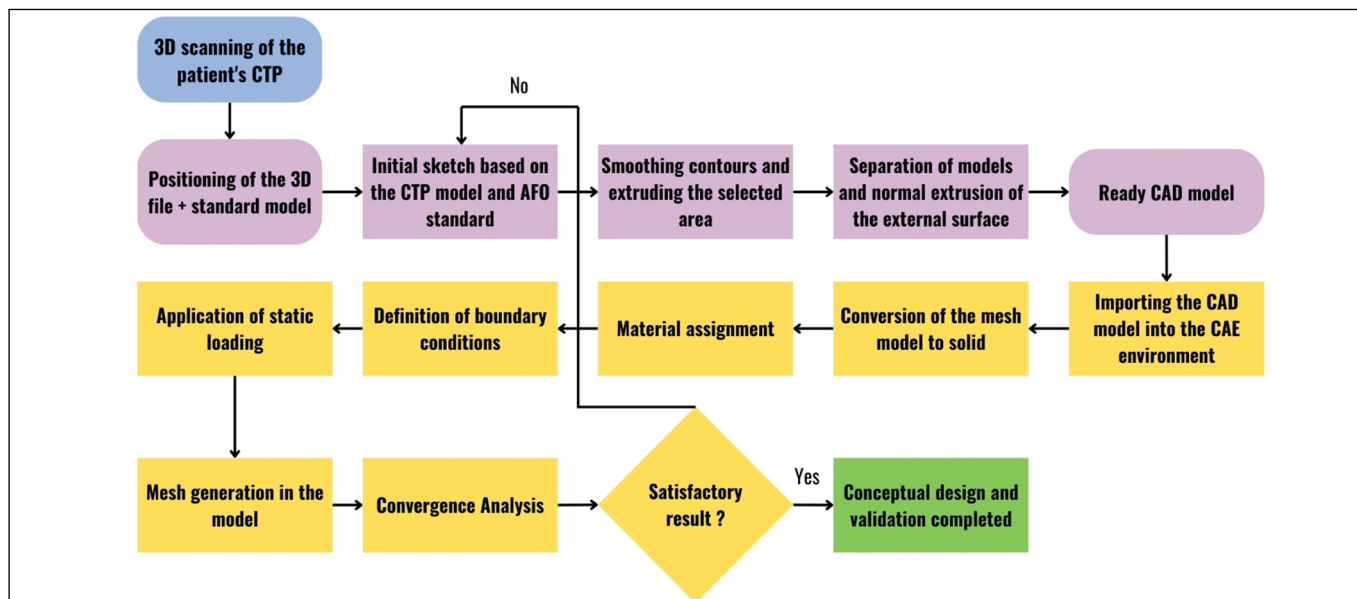 3D scanning of the
patient's CTP
No
Positioning of the 3D
file + standard model
Initial sketch based on
the CTP model and AFO
standard
Smoothing contours and
extruding the selected
area
Separation of models
and normal extrusion of
the external surface
Ready CAD model
Application of static
loading
Definition of boundary
conditions
Material assignment
Conversion of the mesh
model to solid
Importing the CAD
model into the CAE
environment
Mesh generation in the
model
Convergence Analysis
Satisfactory
result ?
Yes
Conceptual design and
validation completed